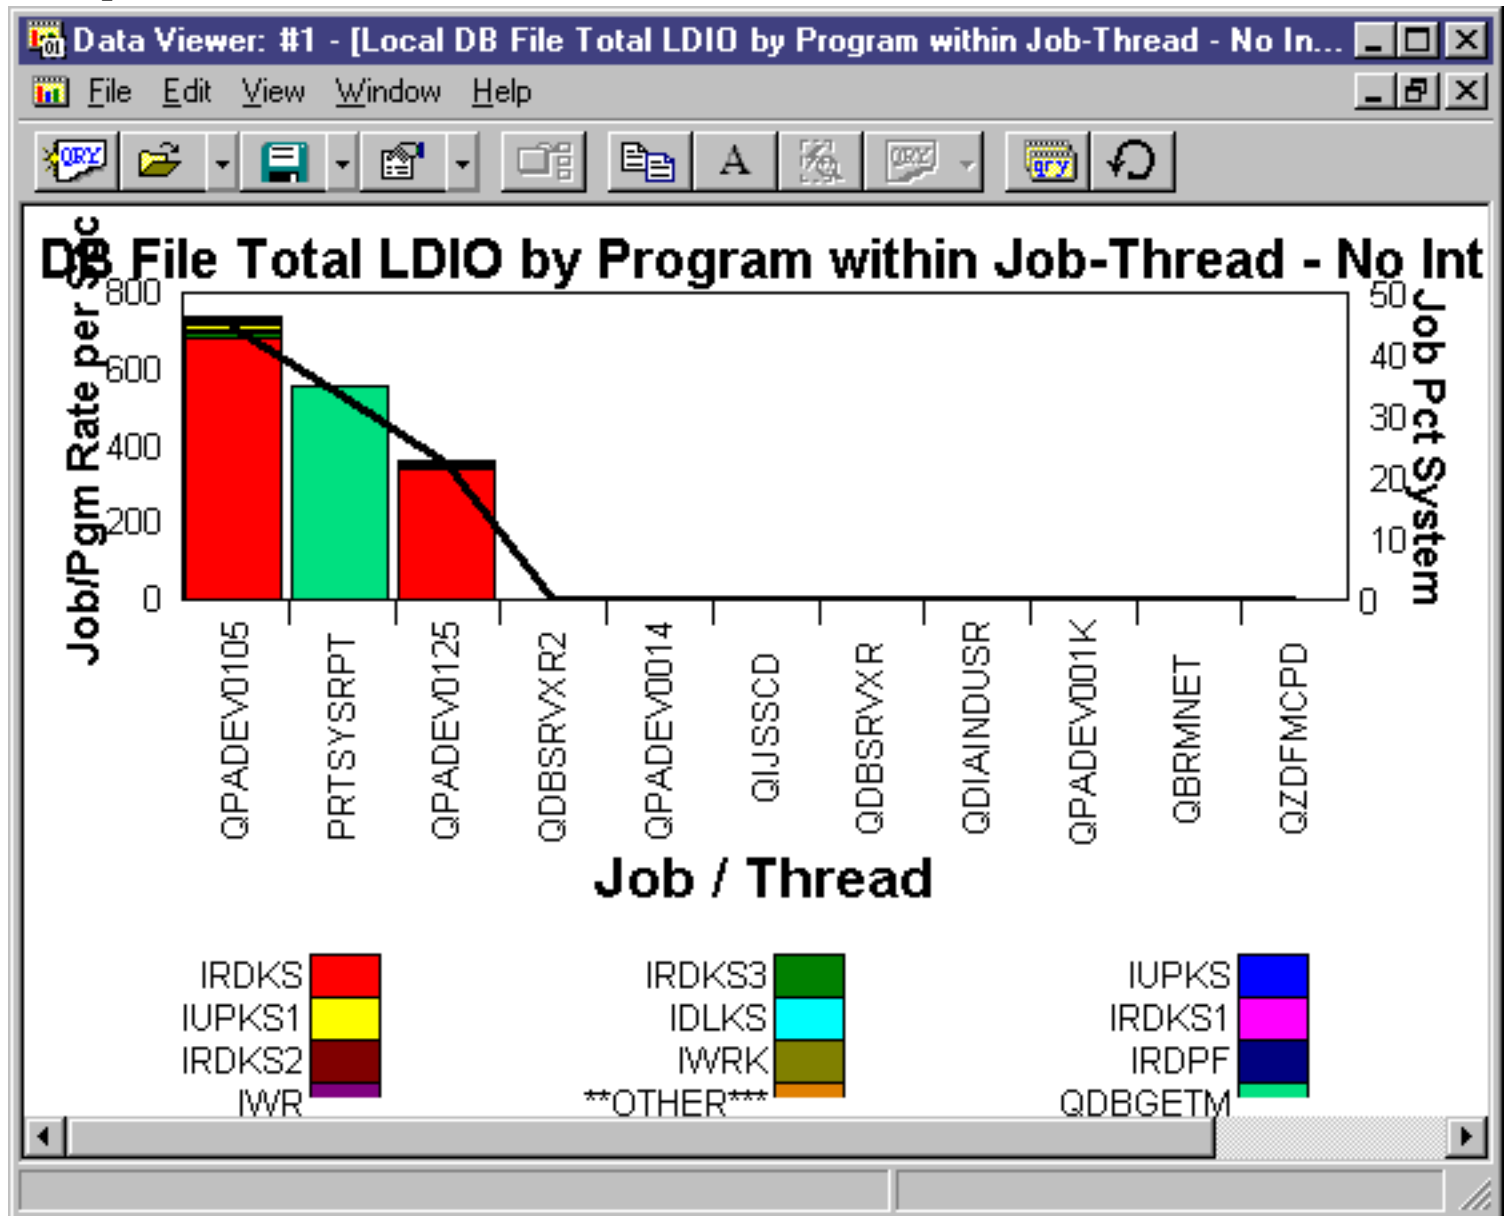 Data Viewer: #1 - [Local DB File Total LDIO by Program within Job-Thread - No In...
File Edit View Window Help
QRY A QRY qry
DB File Total LDIO by Program within Job-Thread - No Int
Job/Pgm Rate per Sec
800
600
400
200
0
50
40
30
20
10
0
Job Pct System
QPADEV0105
PRTSYSRPT
QPADEV0125
QDBSRVXR2
QPADEV0014
QIJSSCD
QDBSRVXR
QDIAINDUSR
QPADEV001K
QBRMNET
QZDFMCPD
Job / Thread
IRDKS IRDKS3 IUPKS
IUPKS1 IDLKS IRDKS1
IRDKS2 IWRK IRDPF
IWR **OTHER*** QDBGETM